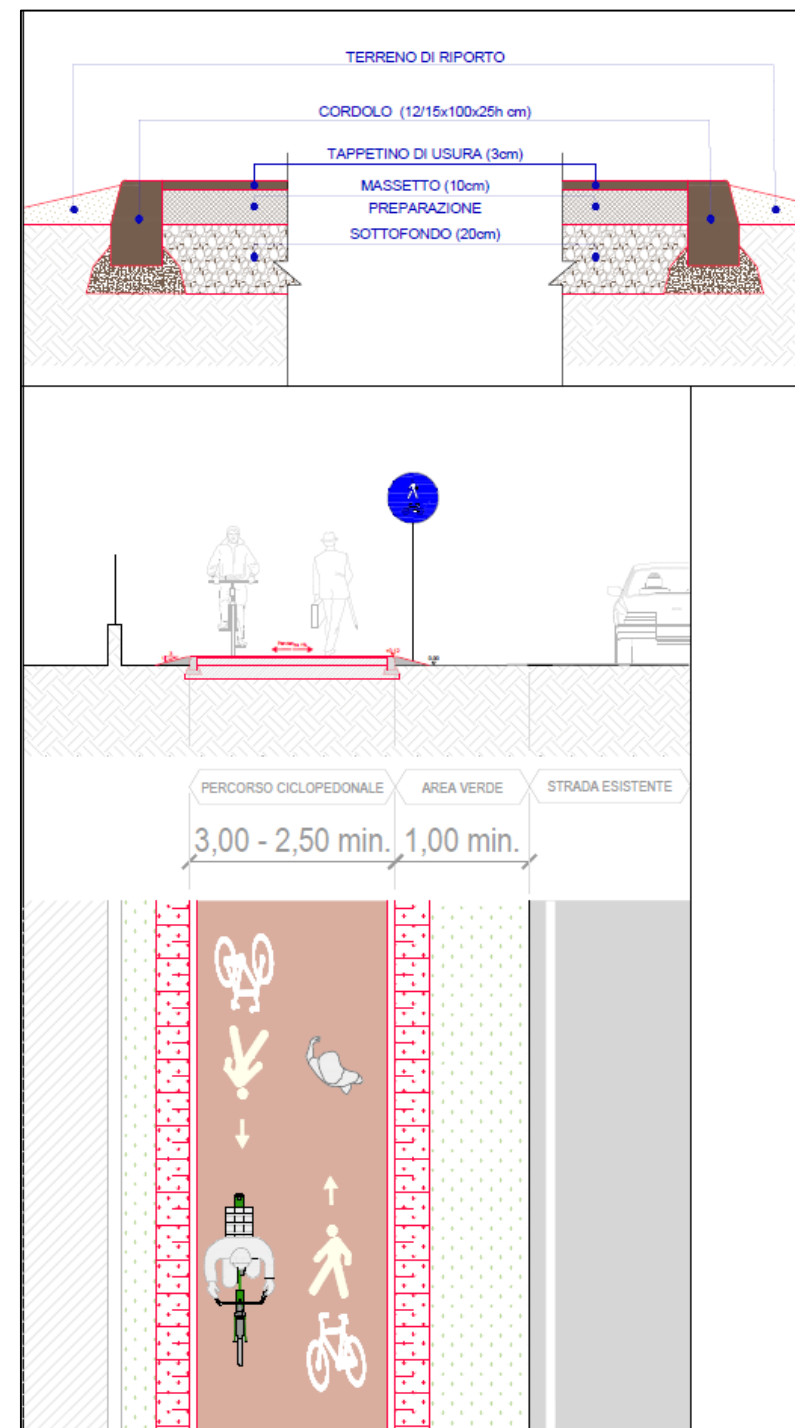 TERRENO DI RIPORTO
CORDOLO (12/15x100x25h cm)
TAPPETINO DI USURA (3cm)
MASSETTO (10cm)
PREPARAZIONE
SOTTOFONDO (20cm)
PERCORSO CICLOPEDONALE
AREA VERDE
STRADA ESISTENTE
3,00 - 2,50 min.
1,00 min.